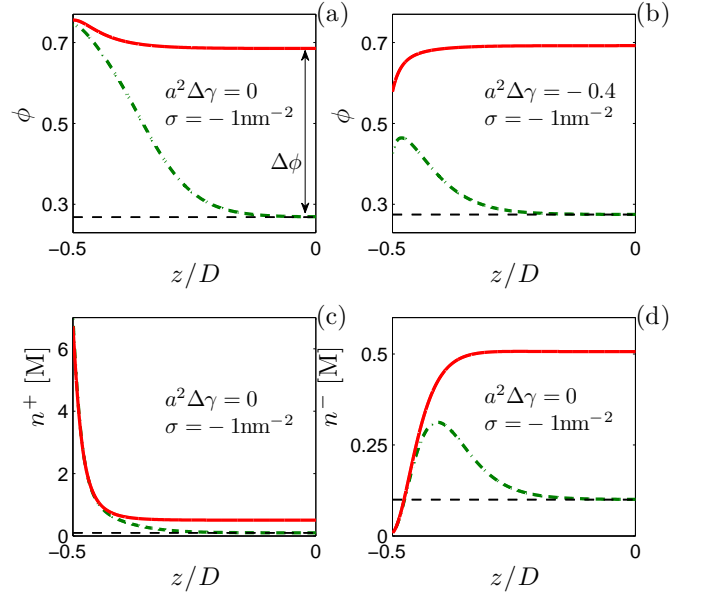 (a)
0.7
0.5
0.3
ϕ
a²Δγ = 0
σ = − 1nm⁻²
Δϕ
−0.5
0
z/D
(b)
0.7
0.5
0.3
ϕ
a²Δγ = − 0.4
σ = − 1nm⁻²
−0.5
0
z/D
(c)
6
4
2
0
n⁺ [M]
a²Δγ = 0
σ = − 1nm⁻²
−0.5
0
z/D
(d)
0.5
0.25
0
n⁻ [M]
a²Δγ = 0
σ = − 1nm⁻²
−0.5
0
z/D